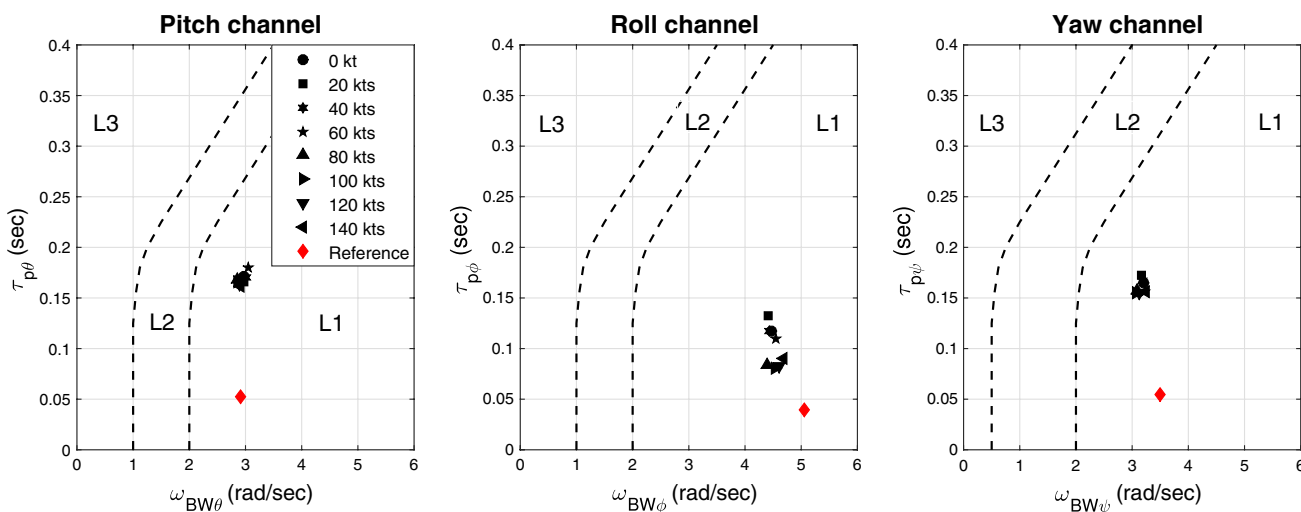 Pitch channel
0.4
0.35
0.3
0.25
0.2
0.15
0.1
0.05
0
0 1 2 3 4 5 6
τpθ (sec)
ωBWθ (rad/sec)
L3
L2
L1
0 kt
20 kts
40 kts
60 kts
80 kts
100 kts
120 kts
140 kts
Reference
Roll channel
0.4
0.35
0.3
0.25
0.2
0.15
0.1
0.05
0
0 1 2 3 4 5 6
τpϕ (sec)
ωBWϕ (rad/sec)
L3
L2
L1
Yaw channel
0.4
0.35
0.3
0.25
0.2
0.15
0.1
0.05
0
0 1 2 3 4 5 6
τpψ (sec)
ωBWψ (rad/sec)
L3
L2
L1